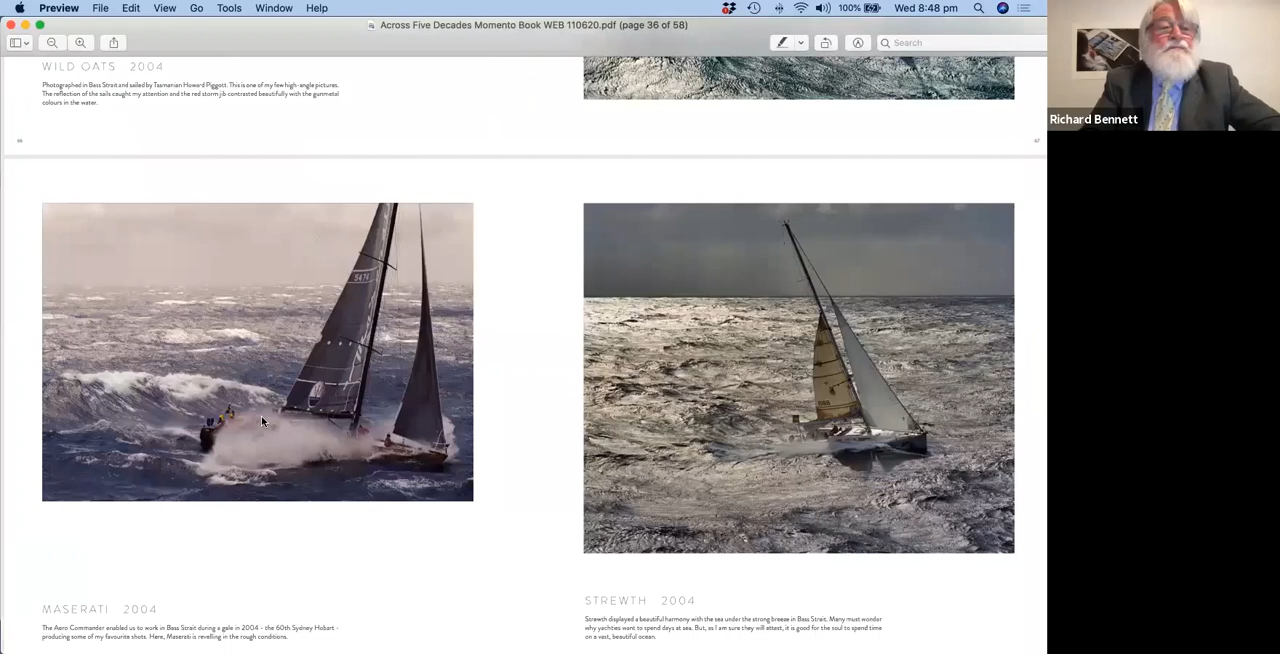 Preview File Edit View Go Tools Window Help
100% Wed 8:48 pm
Across Five Decades Momento Book WEB 110620.pdf (page 36 of 58)
Search
Richard Bennett
WILD OATS 2004
Photographed in Bass Strait and sailed by Tasmanian Howard Piggott. This is one of my few high-angle pictures.
The reflection of the sails caught my attention and the red storm jib contrasted beautifully with the gunmetal
colours in the water.
66
67
5474
MASERATI 2004
The Aero Commander enabled us to work in Bass Strait during a gale in 2004 - the 60th Sydney Hobart -
producing some of my favourite shots. Here, Maserati is revelling in the rough conditions.
STREWTH 2004
Strewth displayed a beautiful harmony with the sea under the strong breeze in Bass Strait. Many must wonder
why yachties want to spend days at sea. But, as I am sure they will attest, it is good for the soul to spend time
on a vast, beautiful ocean.